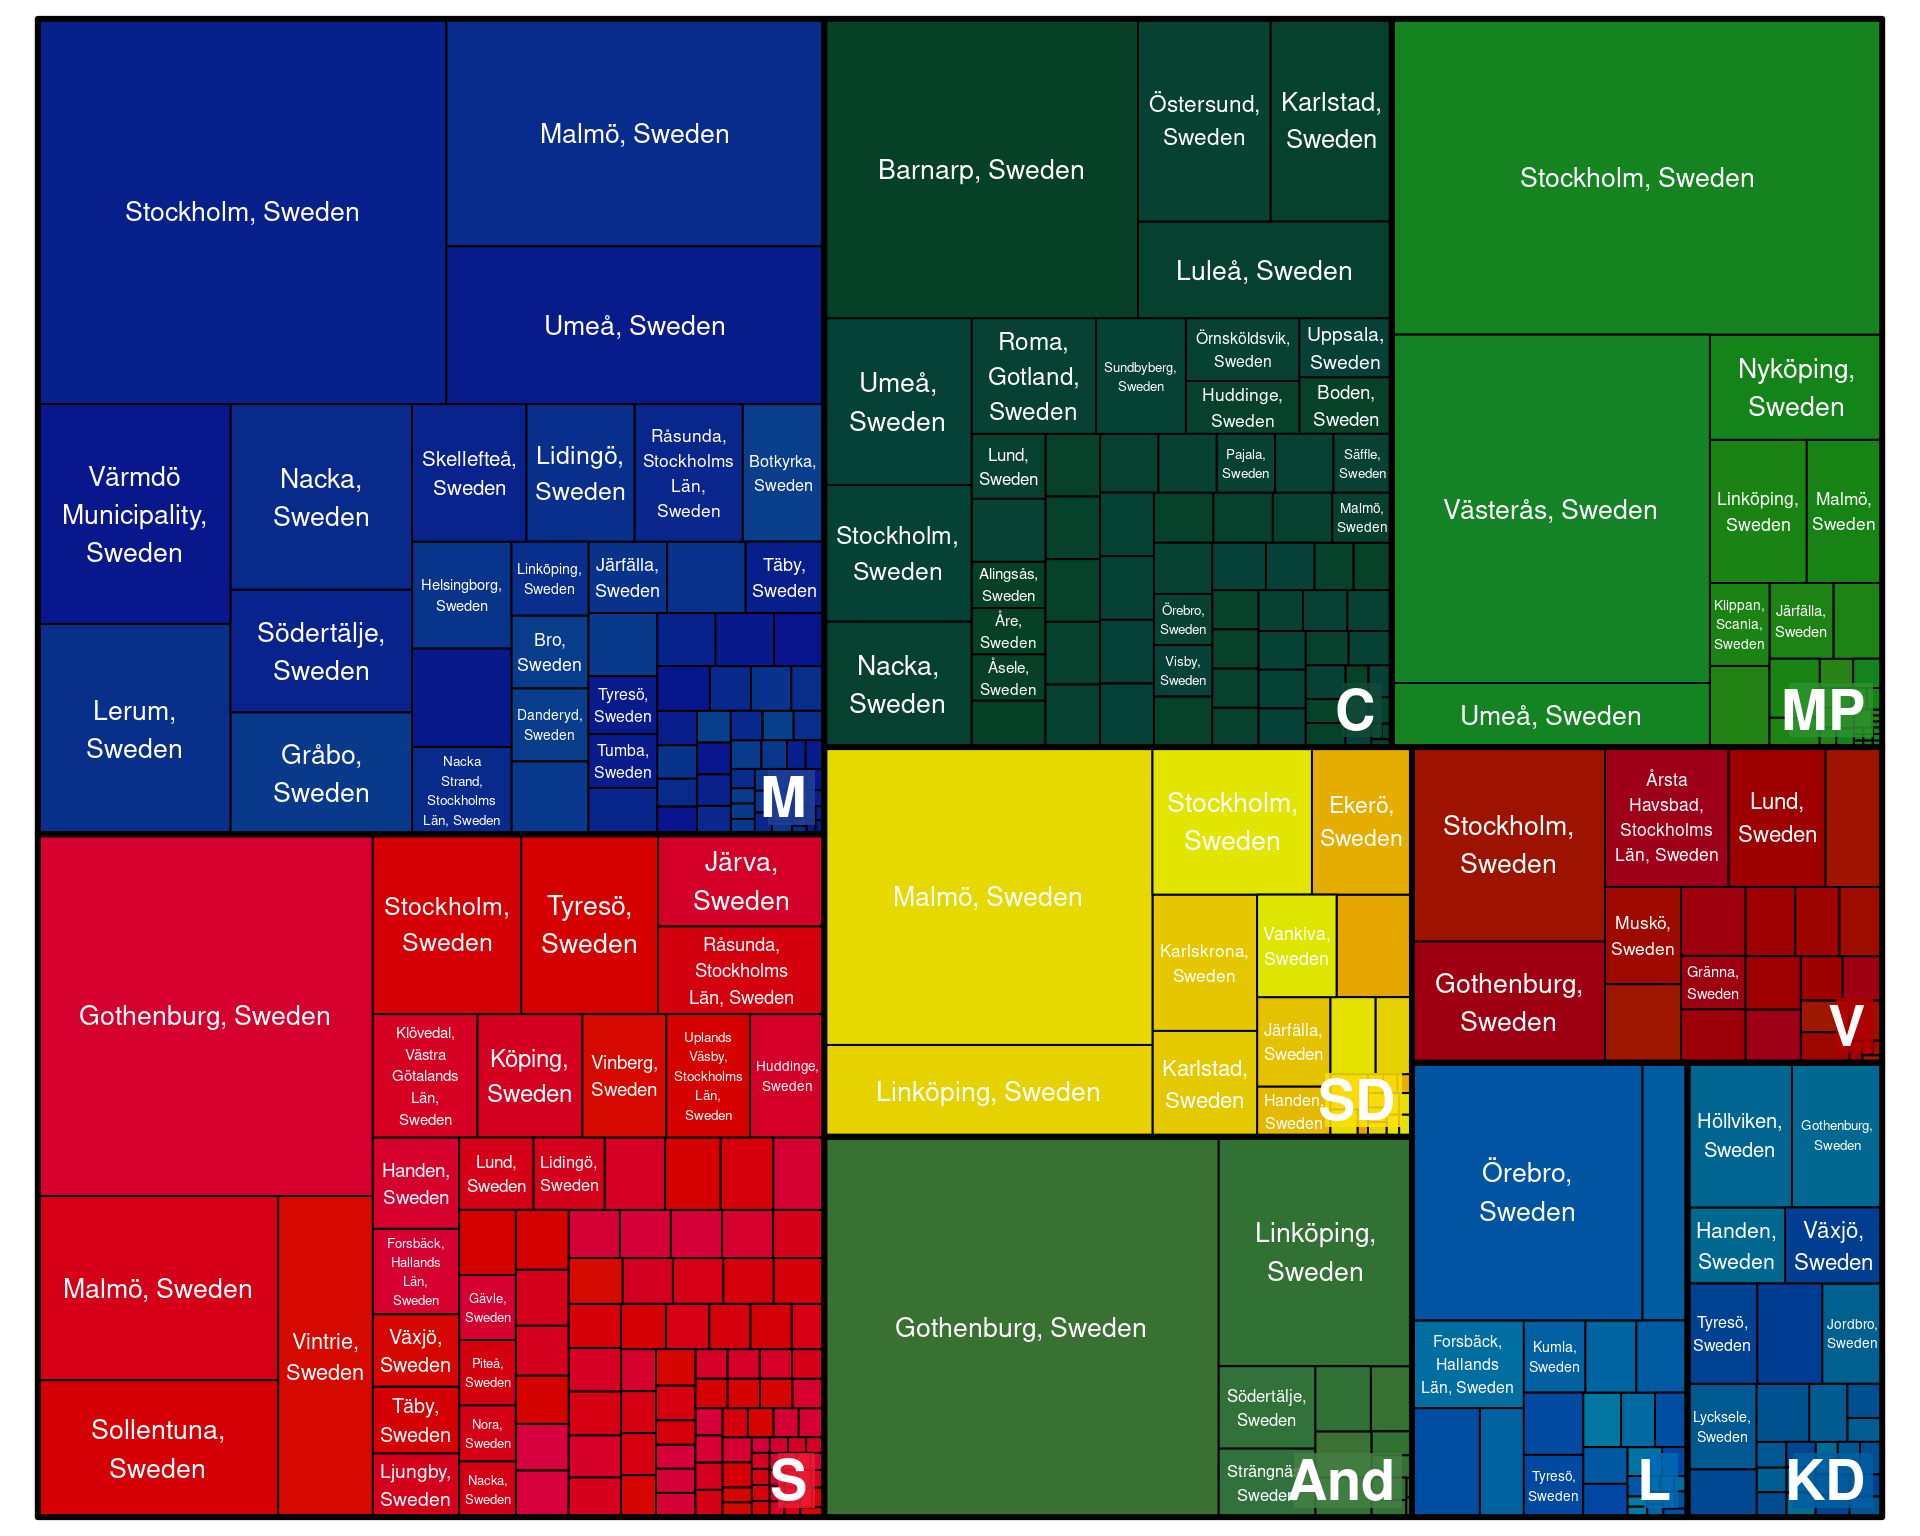 Stockholm, Sweden
Malmö, Sweden
Umeå, Sweden
Värmdö
Municipality,
Sweden
Nacka,
Sweden
Skellefteå,
Sweden
Lidingö,
Sweden
Råsunda,
Stockholms
Län,
Sweden
Botkyrka,
Sweden
Lerum,
Sweden
Södertälje,
Sweden
Gråbo,
Sweden
Helsingborg,
Sweden
Linköping,
Sweden
Järfälla,
Sweden
Täby,
Sweden
Bro,
Sweden
Danderyd,
Sweden
Tyresö,
Sweden
Tumba,
Sweden
Nacka
Strand,
Stockholms
Län, Sweden
M
Barnarp, Sweden
Östersund,
Sweden
Karlstad,
Sweden
Luleå, Sweden
Umeå,
Sweden
Roma,
Gotland,
Sweden
Sundbyberg,
Sweden
Örnsköldsvik,
Sweden
Uppsala,
Sweden
Huddinge,
Sweden
Boden,
Sweden
Stockholm,
Sweden
Lund,
Sweden
Pajala,
Sweden
Säffle,
Sweden
Malmö,
Sweden
Alingsås,
Sweden
Åre,
Sweden
Åsele,
Sweden
Örebro,
Sweden
Visby,
Sweden
Nacka,
Sweden
C
Stockholm, Sweden
Västerås, Sweden
Nyköping,
Sweden
Linköping,
Sweden
Malmö,
Sweden
Klippan,
Scania,
Sweden
Järfälla,
Sweden
Umeå, Sweden
MP
Gothenburg, Sweden
Stockholm,
Sweden
Tyresö,
Sweden
Järva,
Sweden
Råsunda,
Stockholms
Län, Sweden
Klövedal,
Västra
Götalands
Län,
Sweden
Köping,
Sweden
Vinberg,
Sweden
Uplands
Väsby,
Stockholms
Län,
Sweden
Huddinge,
Sweden
Malmö, Sweden
Sollentuna,
Sweden
Vintrie,
Sweden
Handen,
Sweden
Lund,
Sweden
Lidingö,
Sweden
Forsbäck,
Hallands
Län,
Sweden
Växjö,
Sweden
Täby,
Sweden
Ljungby,
Sweden
Gävle,
Sweden
Piteå,
Sweden
Nora,
Sweden
Nacka,
Sweden
S
Malmö, Sweden
Stockholm,
Sweden
Ekerö,
Sweden
Karlskrona,
Sweden
Vankiva,
Sweden
Järfälla,
Sweden
Linköping, Sweden
Karlstad,
Sweden
Handen,
Sweden
SD
Stockholm,
Sweden
Årsta
Havsbad,
Stockholms
Län, Sweden
Lund,
Sweden
Muskö,
Sweden
Gothenburg,
Sweden
Gränna,
Sweden
V
Gothenburg, Sweden
Linköping,
Sweden
Södertälje,
Sweden
Strängnäs,
Sweden
And
Örebro,
Sweden
Forsbäck,
Hallands
Län, Sweden
Kumla,
Sweden
Tyresö,
Sweden
L
Höllviken,
Sweden
Gothenburg,
Sweden
Handen,
Sweden
Växjö,
Sweden
Tyresö,
Sweden
Jordbro,
Sweden
Lycksele,
Sweden
KD